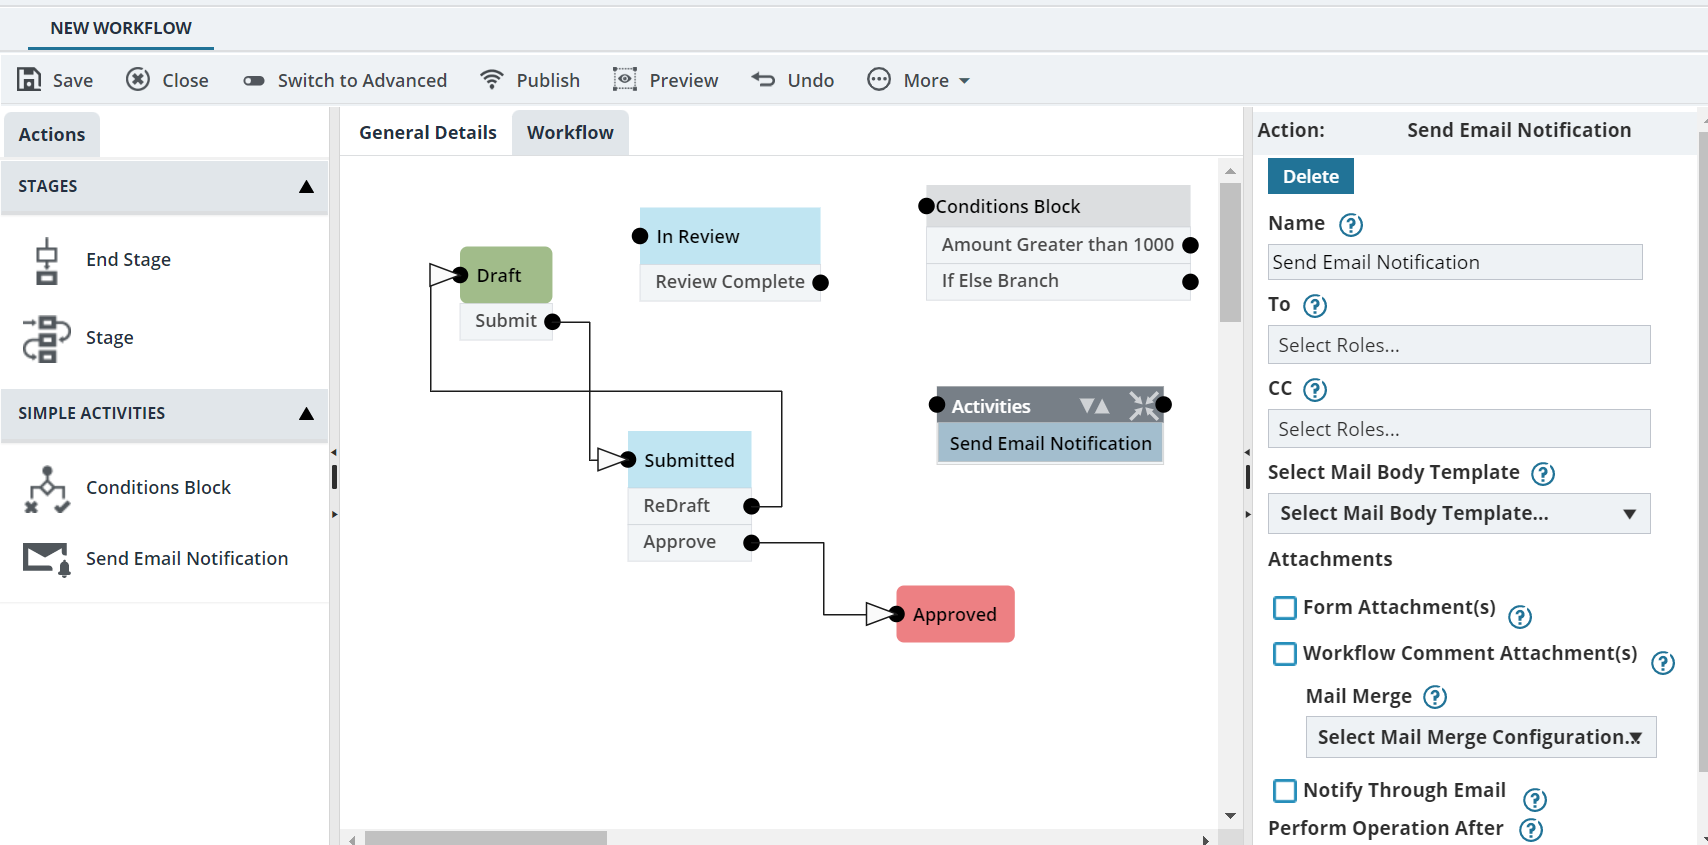 NEW WORKFLOW
Save
Close
Switch to Advanced
Publish
Preview
Undo
More
Actions
STAGES
End Stage
Stage
SIMPLE ACTIVITIES
Conditions Block
Send Email Notification
General Details
Workflow
Draft
Submit
In Review
Review Complete
Conditions Block
Amount Greater than 1000
If Else Branch
Activities
Send Email Notification
Submitted
ReDraft
Approve
Approved
Action:
Send Email Notification
Delete
Name
Send Email Notification
To
Select Roles...
CC
Select Roles...
Select Mail Body Template
Select Mail Body Template...
Attachments
Form Attachment(s)
Workflow Comment Attachment(s)
Mail Merge
Select Mail Merge Configuration...
Notify Through Email
Perform Operation After